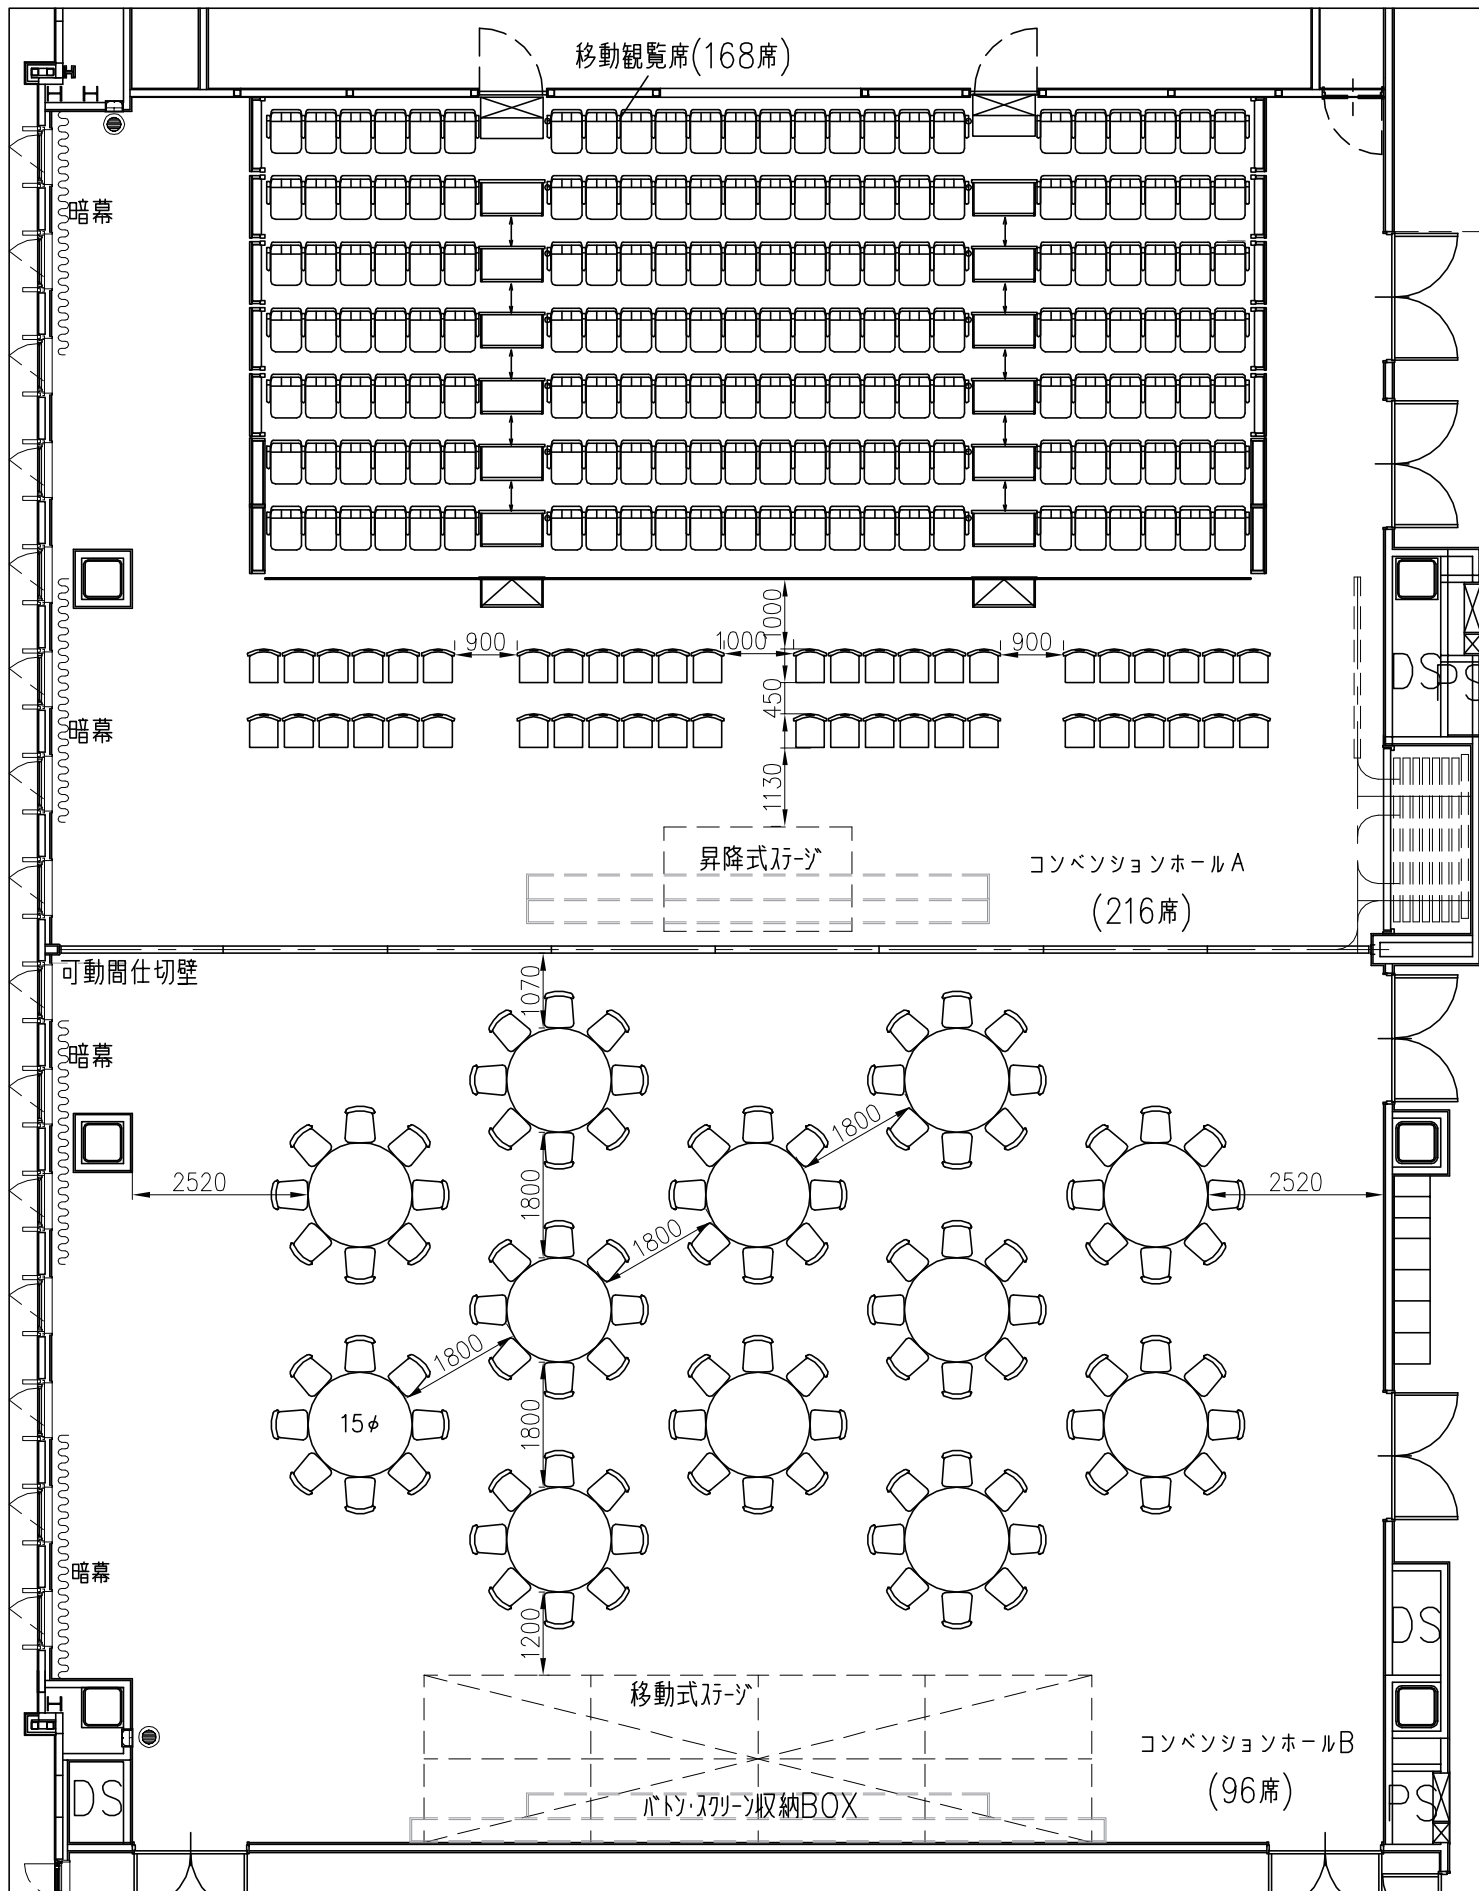 移動観覧席(168席)
暗幕
1000
900
1000
900
450
DS
PS
暗幕
1130
昇降式ステージ
コンベンションホールA
(216席)
可動間仕切壁
1070
暗幕
1800
2520
1800
2520
1800
1800
15φ
1800
暗幕
1200
DS
移動式ステージ
コンベンションホールB
(96席)
DS
バトン・スクリーン収納BOX
PS